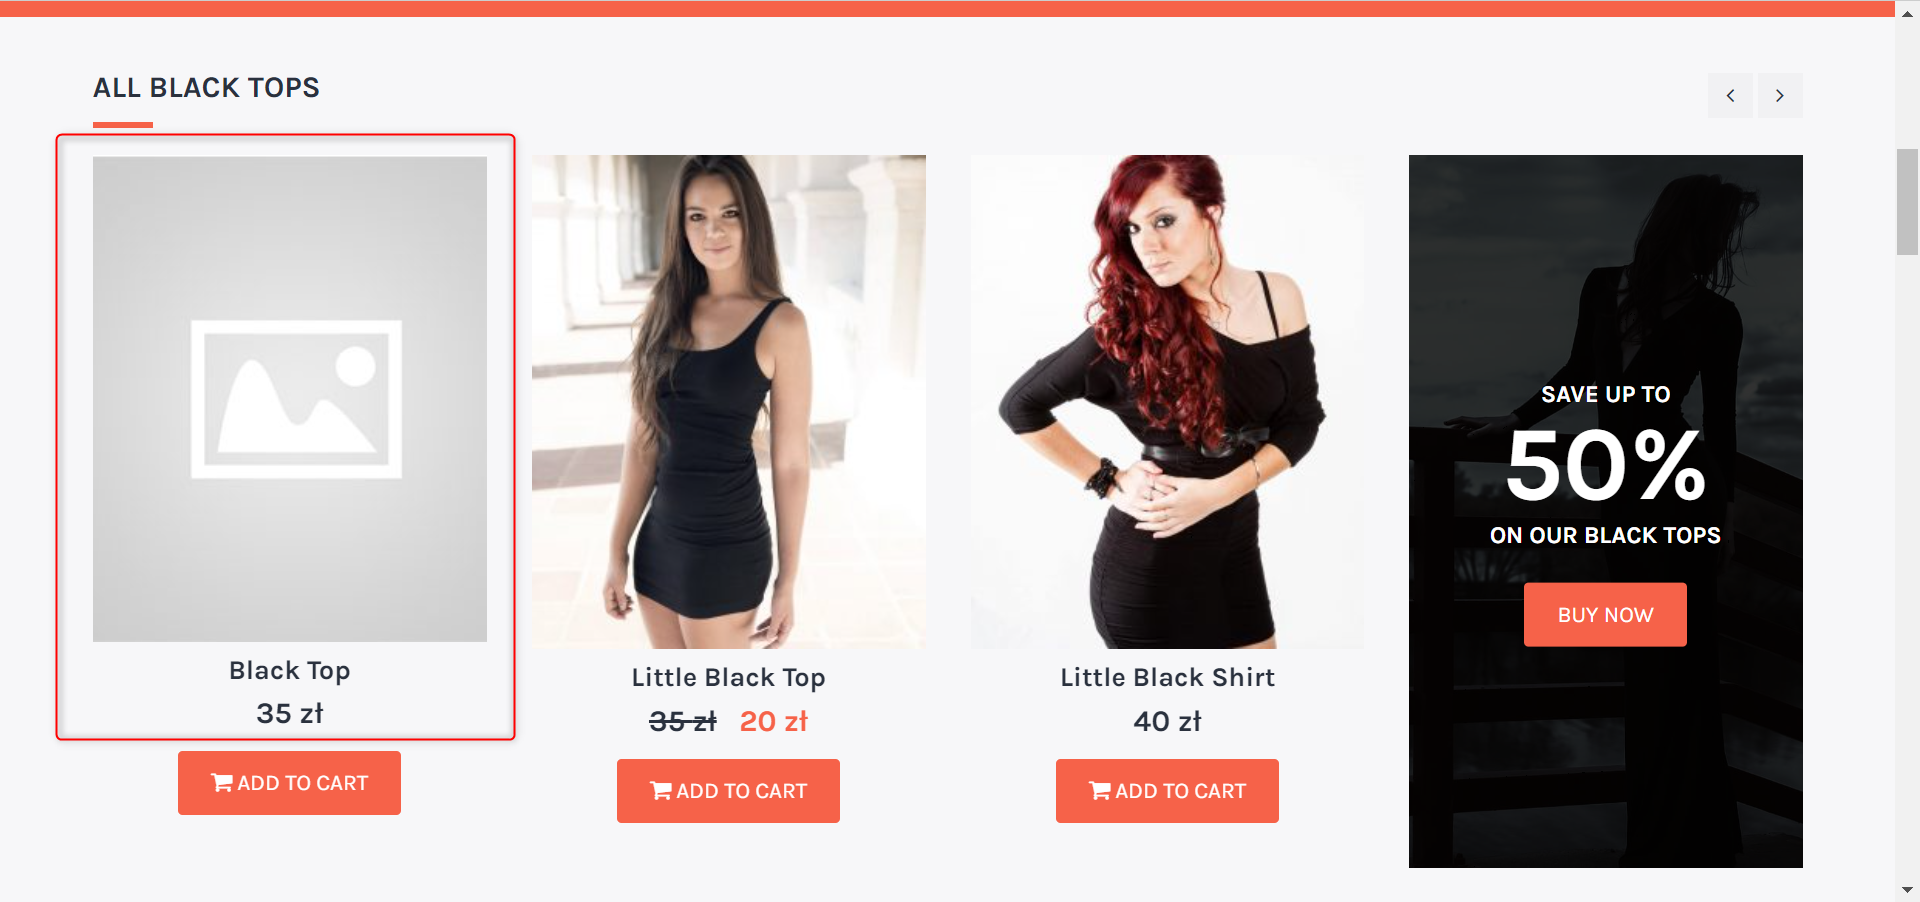 ALL BLACK TOPS
Black Top
35 zł
ADD TO CART
Little Black Top
35 zł 20 zł
ADD TO CART
Little Black Shirt
40 zł
ADD TO CART
SAVE UP TO
50%
ON OUR BLACK TOPS
BUY NOW